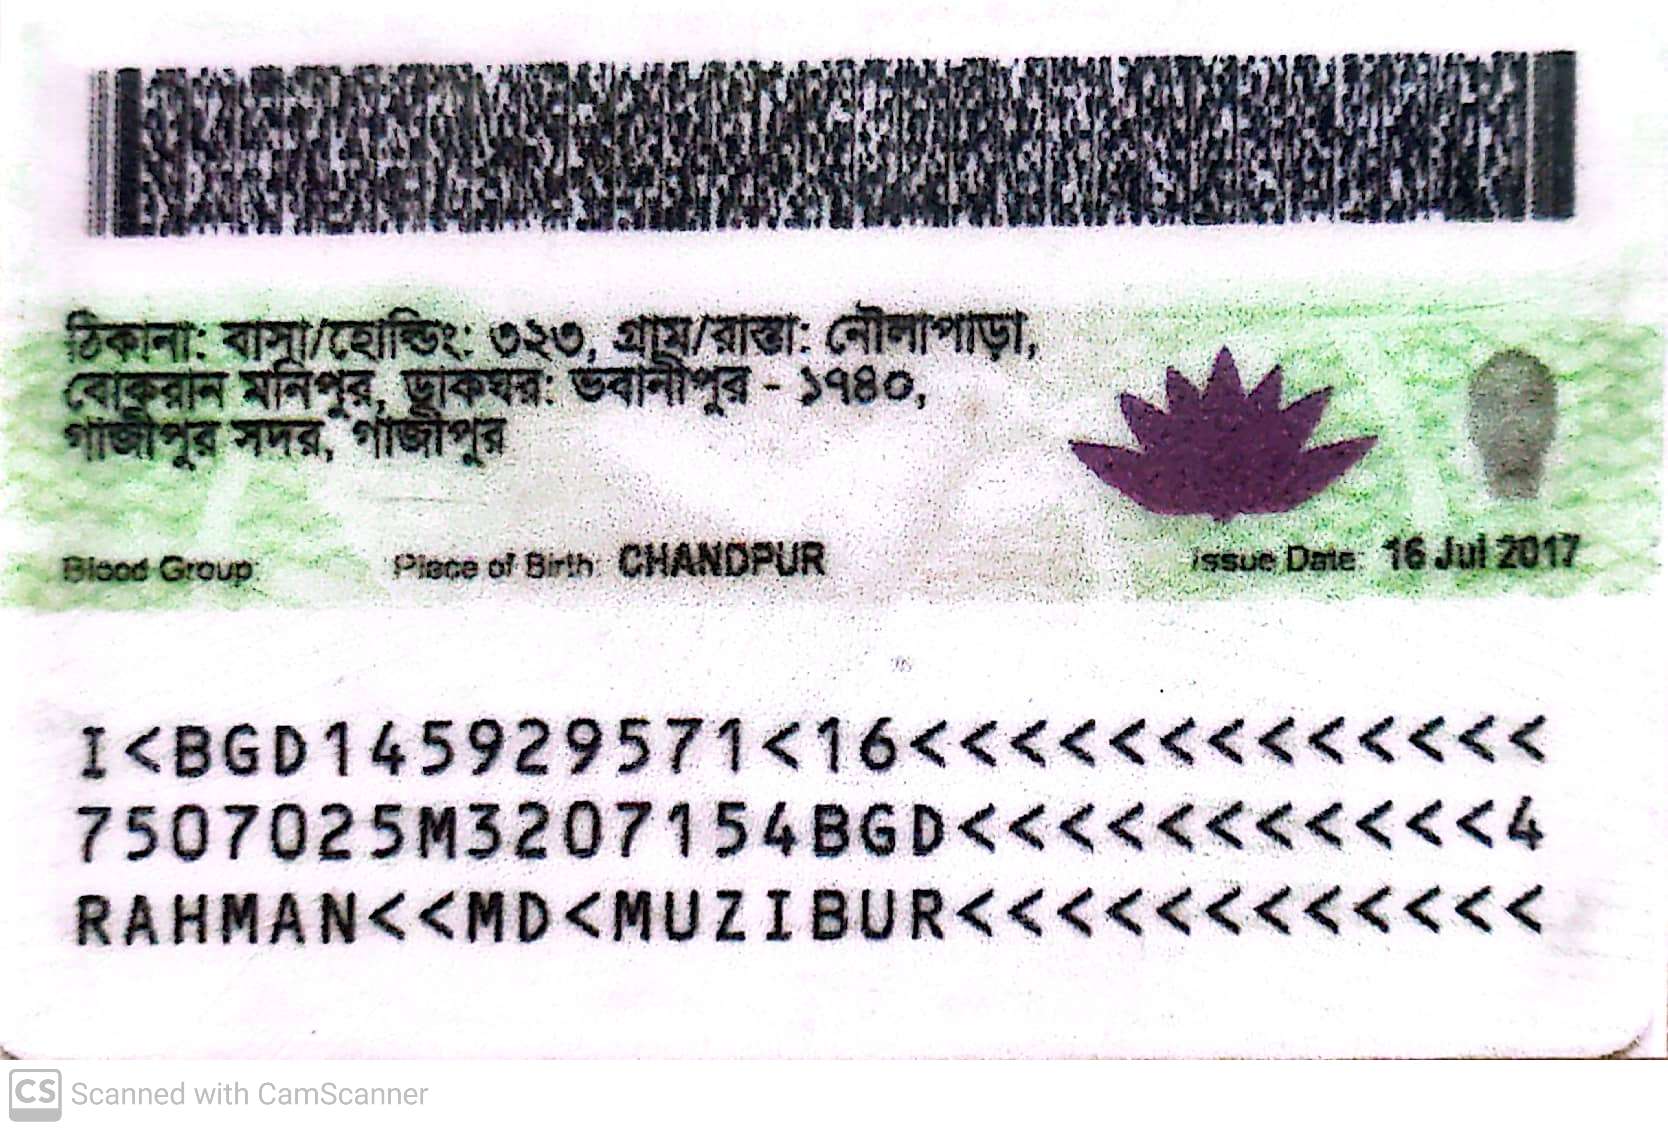 ঠিকানা: বাসা/হোল্ডিং: ৩২৩, গ্রাম/রাস্তা: নৌলাপাড়া,
বোকরান মনিপুর, ডাকঘর: ভবানীপুর - ১৭৪০,
গাজীপুর সদর, গাজীপুর
Blood Group: Place of Birth: CHANDPUR Issue Date: 16 Jul 2017
I<BGD145929571<16<<<<<<<<<<<<<
7507025M3207154BGD<<<<<<<<<<<4
RAHMAN<<MD<MUZIBUR<<<<<<<<<<<<
CS Scanned with CamScanner